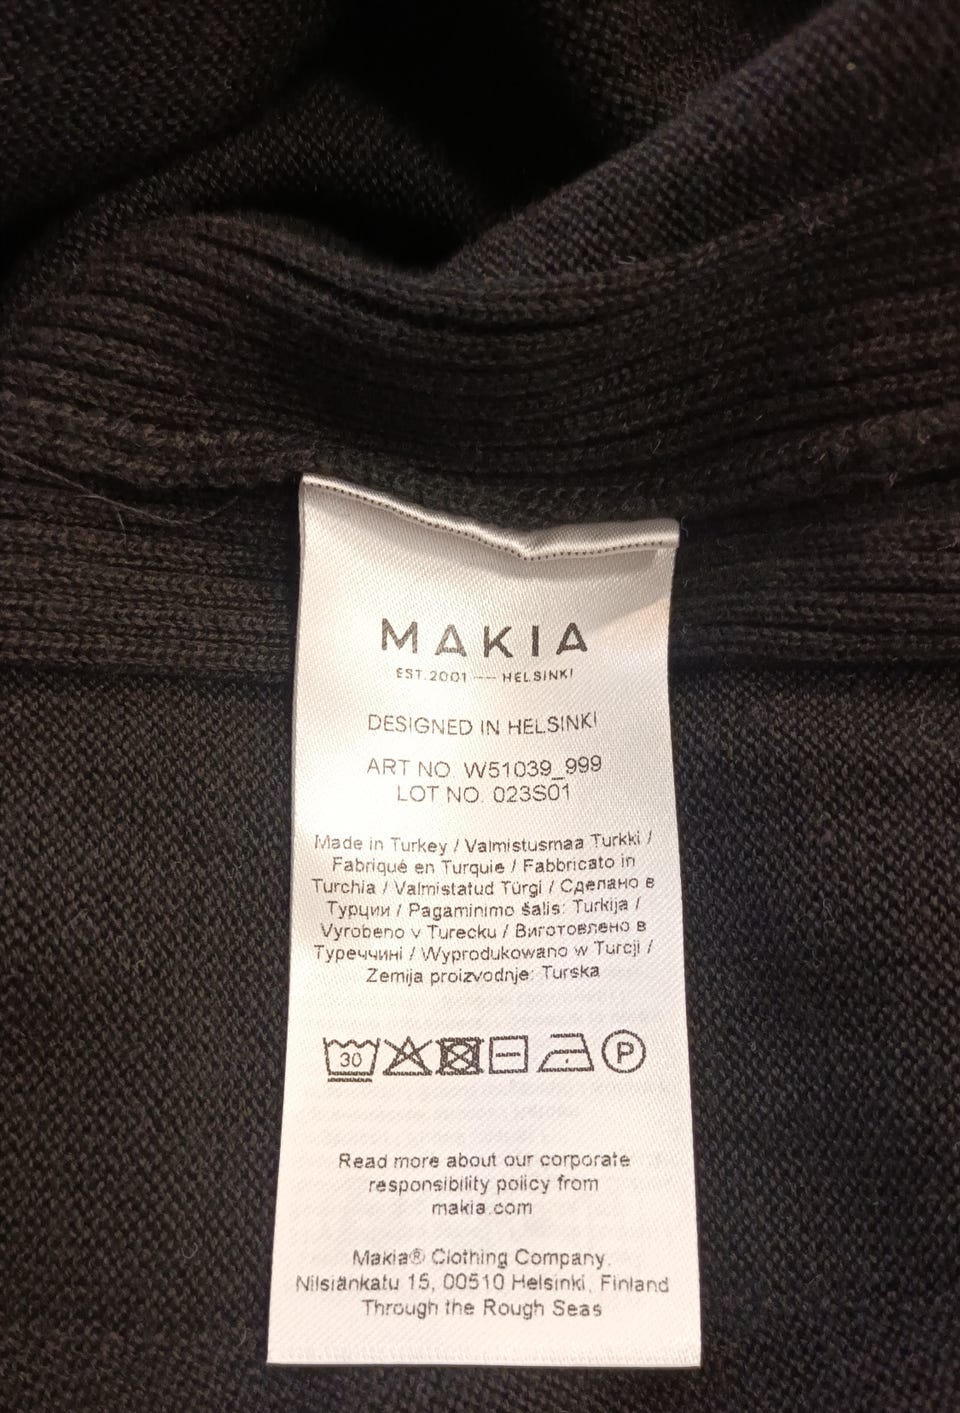 MAKIA
EST.2001 — HELSINKI
DESIGNED IN HELSINKI
ART NO. W51039_999
LOT NO. 023S01
Made in Turkey / Valmistusmaa Turkki /
Fabriqué en Turquie / Fabbricato in
Turchia / Valmistatud Türgi / Сделано в
Турции / Pagaminimo šalis: Turkija /
Vyrobeno v Turecku / Виготовлено в
Туреччині / Wyprodukowano w Turcji /
Zemija proizvodnje: Turska
30 P
Read more about our corporate
responsibility policy from
makia.com
Makia® Clothing Company.
Nilsiänkatu 15, 00510 Helsinki, Finland
Through the Rough Seas